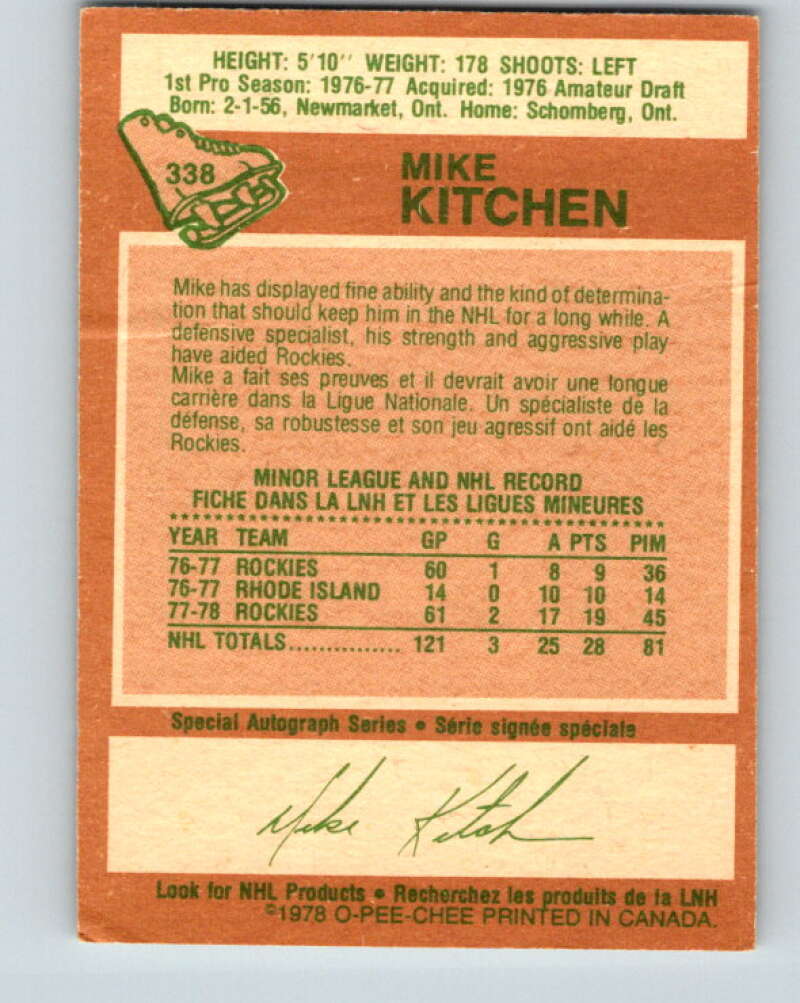 HEIGHT: 5'10'' WEIGHT: 178 SHOOTS: LEFT
1st Pro Season: 1976-77 Acquired: 1976 Amateur Draft
Born: 2-1-56, Newmarket, Ont. Home: Schomberg, Ont.
338
MIKE
KITCHEN
Mike has displayed fine ability and the kind of determina-
tion that should keep him in the NHL for a long while. A
defensive specialist, his strength and aggressive play
have aided Rockies.
Mike a fait ses preuves et il devrait avoir une longue
carrière dans la Ligue Nationale. Un spécialiste de la
défense, sa robustesse et son jeu agressif ont aidé les
Rockies.
MINOR LEAGUE AND NHL RECORD
FICHE DANS LA LNH ET LES LIGUES MINEURES
YEAR TEAM GP G A PTS PIM
76-77 ROCKIES 60 1 8 9 36
76-77 RHODE ISLAND 14 0 10 10 14
77-78 ROCKIES 61 2 17 19 45
NHL TOTALS............... 121 3 25 28 81
Special Autograph Series • Série signée spéciale
Mike Kitch
Look for NHL Products • Recherchez les produits de la LNH
©1978 O-PEE-CHEE PRINTED IN CANADA.